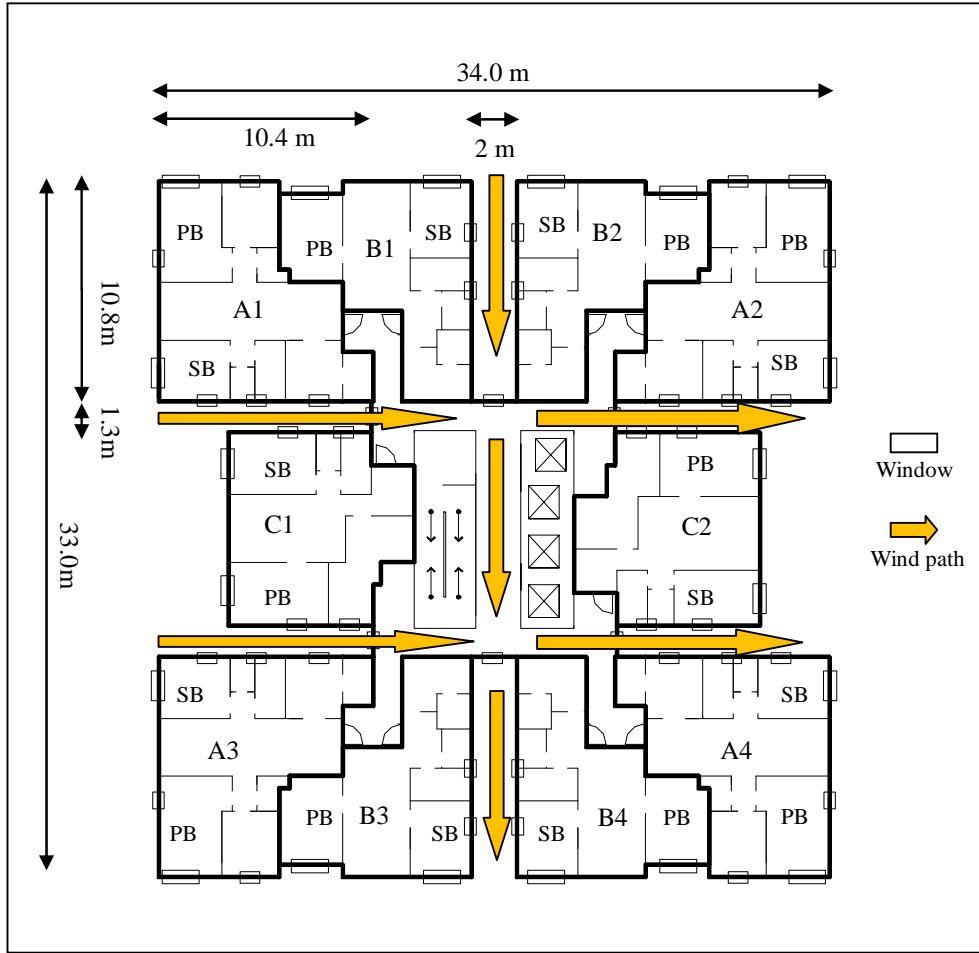 34.0 m
10.4 m
2 m
10.8m
1.3m
33.0m
PB
PB
B1
SB
SB
B2
PB
PB
A1
A2
SB
SB
SB
PB
C1
C2
PB
SB
Window
Wind path
SB
SB
A3
A4
PB
PB
B3
SB
SB
B4
PB
PB